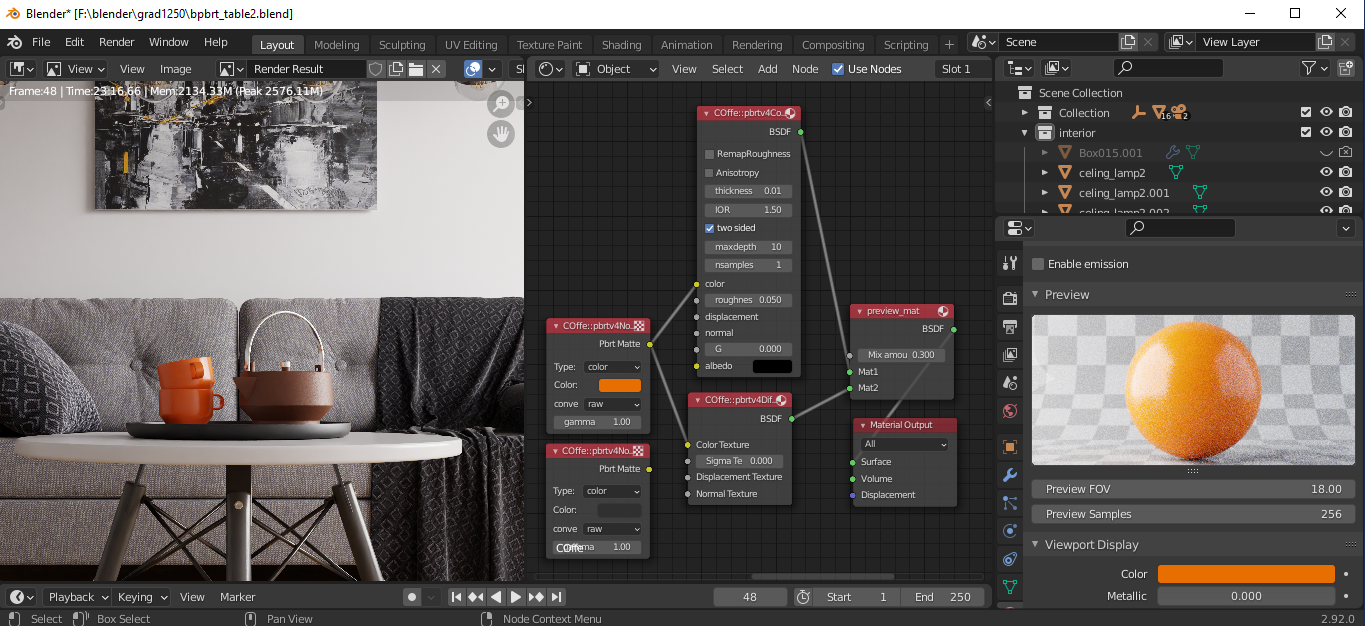 Blender* [F:\blender\grad1250\bpbrt_table2.blend]
File Edit Render Window Help Layout Modeling Sculpting UV Editing Texture Paint Shading Animation Rendering Compositing Scripting + Scene View Layer
View View Image Render Result Object View Select Add Node Use Nodes Slot 1
Frame:48 | Time:23:16.66 | Mem:2134.33M (Peak 2576.11M)
COffe::pbrtv4Co..
BSDF
RemapRoughness
Anisotropy
thickness 0.01
IOR 1.50
two sided
maxdepth 10
nsamples 1
color
roughnes 0.050
displacement
normal
G 0.000
albedo
COffe::pbrtv4No..
Pbrt Matte
Type: color
Color:
conve raw
gamma 1.00
COffe::pbrtv4No..
Pbrt Matte
Type: color
Color:
conve raw
1.00
COffe
COffe::pbrtv4Dif..
BSDF
Color Texture
Sigma Te 0.000
Displacement Texture
Normal Texture
preview_mat
BSDF
Mix amou 0.300
Mat1
Mat2
Material Output
All
Surface
Volume
Displacement
Scene Collection
Collection 16 2
interior
Box015.001
celing_lamp2
celing_lamp2.001
celing_lamp2.002
Enable emission
Preview
Preview FOV 18.00
Preview Samples 256
Viewport Display
Color
Metallic 0.000
Playback Keying View Marker 48 Start 1 End 250
Select Box Select Pan View Node Context Menu 2.92.0